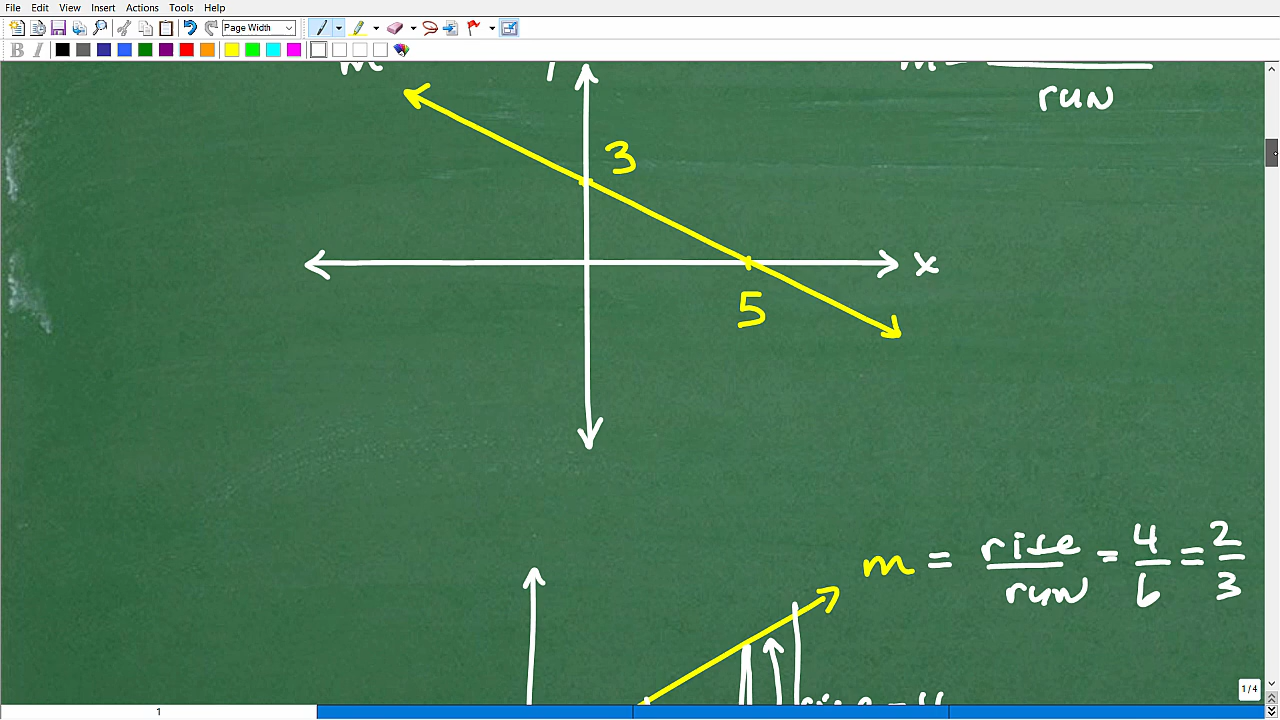 File Edit View Insert Actions Tools Help
Page Width
B I
m =
run
3
x
5
m = rise/run = 4/6 = 2/3
1/4
1